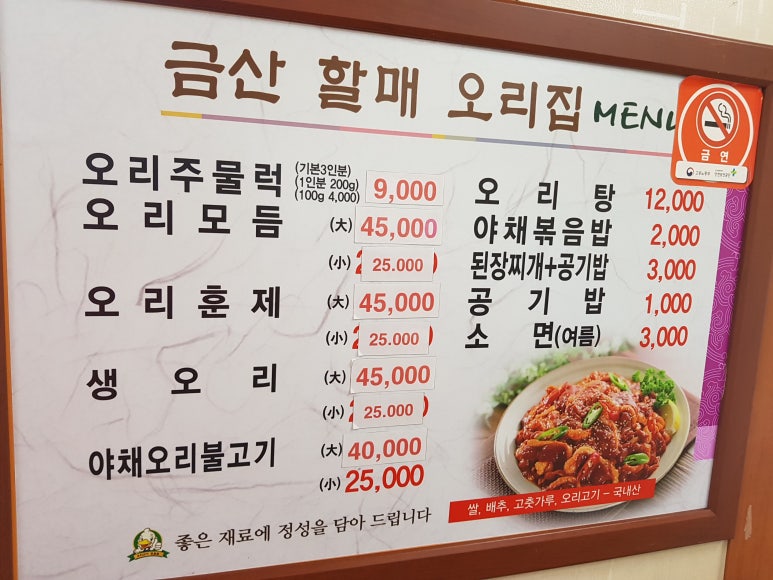 금산 할매 오리집 MENU
금연
오리주물럭 (기본3인분) (1인분 200g) (100g 4,000) 9,000
오리모듬 (大) 45,000
(小) 25.000
오리훈제 (大) 45,000
(小) 25.000
생오리 (大) 45,000
(小) 25.000
야채오리불고기 (大) 40,000
(小) 25,000
오리탕 12,000
야채볶음밥 2,000
된장찌개+공기밥 3,000
공기밥 1,000
소면(여름) 3,000
쌀, 배추, 고춧가루, 오리고기 - 국내산
좋은 재료에 정성을 담아 드립니다